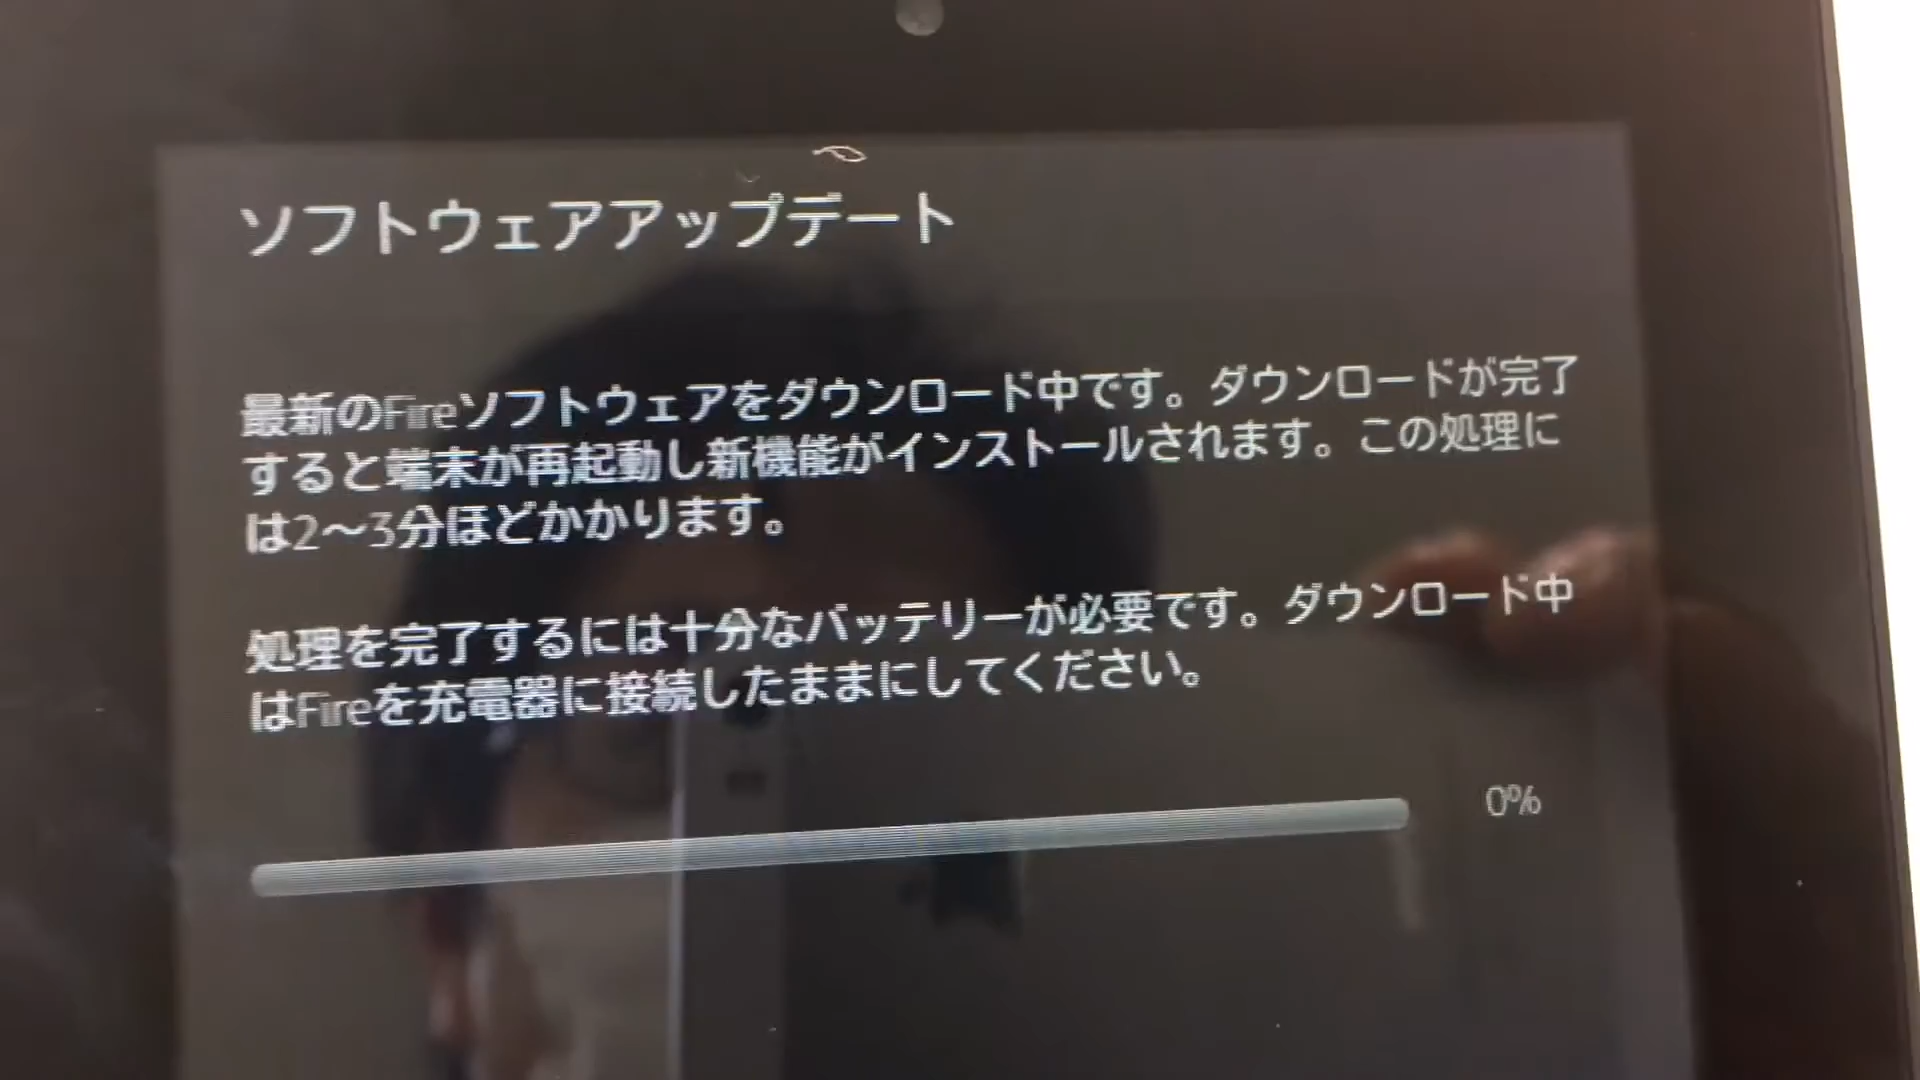 ソフトウェアアップデート
最新のFireソフトウェアをダウンロード中です。ダウンロードが完了
すると端末が再起動し新機能がインストールされます。この処理に
は2〜3分ほどかかります。
処理を完了するには十分なバッテリーが必要です。ダウンロード中
はFireを充電器に接続したままにしてください。
0%